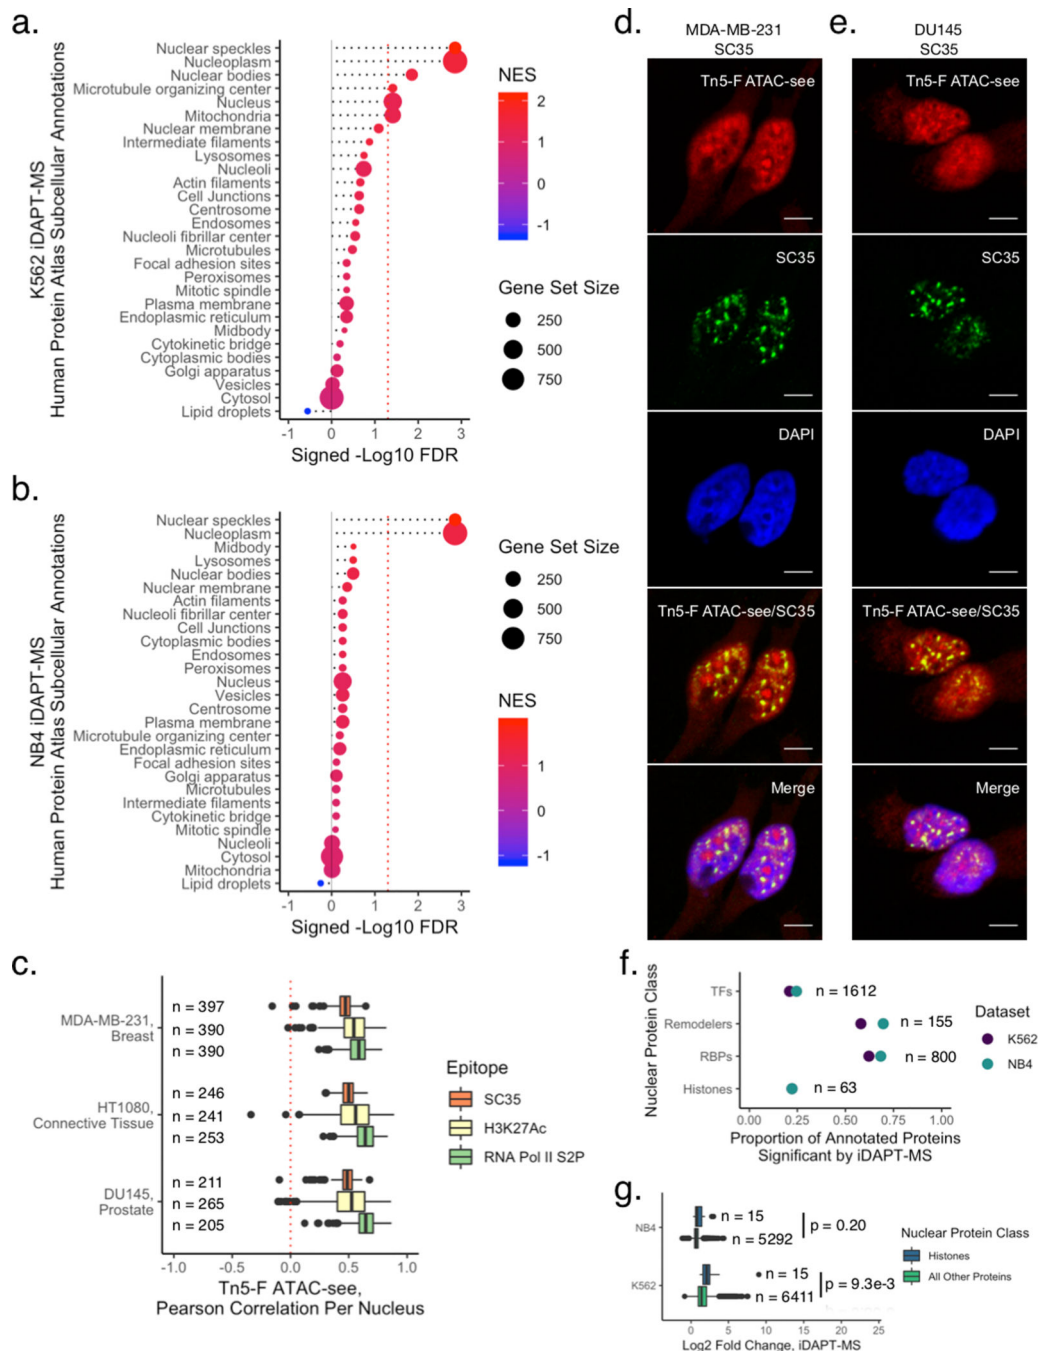 a.
K562 iDAPT-MS
Human Protein Atlas Subcellular Annotations
Nuclear speckles
Nucleoplasm
Nuclear bodies
Microtubule organizing center
Nucleus
Mitochondria
Nuclear membrane
Intermediate filaments
Lysosomes
Nucleoli
Actin filaments
Cell Junctions
Centrosome
Endosomes
Nucleoli fibrillar center
Microtubules
Focal adhesion sites
Peroxisomes
Mitotic spindle
Plasma membrane
Endoplasmic reticulum
Midbody
Cytokinetic bridge
Cytoplasmic bodies
Golgi apparatus
Vesicles
Cytosol
Lipid droplets
-1 0 1 2 3
Signed -Log10 FDR
NES
2
1
0
-1
Gene Set Size
250
500
750
b.
NB4 iDAPT-MS
Human Protein Atlas Subcellular Annotations
Nuclear speckles
Nucleoplasm
Midbody
Lysosomes
Nuclear bodies
Nuclear membrane
Actin filaments
Nucleoli fibrillar center
Cell Junctions
Cytoplasmic bodies
Endosomes
Peroxisomes
Nucleus
Vesicles
Centrosome
Plasma membrane
Microtubule organizing center
Endoplasmic reticulum
Focal adhesion sites
Golgi apparatus
Microtubules
Intermediate filaments
Cytokinetic bridge
Mitotic spindle
Nucleoli
Cytosol
Mitochondria
Lipid droplets
-1 0 1 2 3
Signed -Log10 FDR
Gene Set Size
250
500
750
NES
1
0
-1
c.
MDA-MB-231,
Breast
n = 397
n = 390
n = 390
HT1080,
Connective Tissue
n = 246
n = 241
n = 253
DU145,
Prostate
n = 211
n = 265
n = 205
-1.0 -0.5 0.0 0.5 1.0
Tn5-F ATAC-see,
Pearson Correlation Per Nucleus
Epitope
SC35
H3K27Ac
RNA Pol II S2P
d.
MDA-MB-231
SC35
Tn5-F ATAC-see
SC35
DAPI
Tn5-F ATAC-see/SC35
Merge
e.
DU145
SC35
Tn5-F ATAC-see
SC35
DAPI
Tn5-F ATAC-see/SC35
Merge
f.
Nuclear Protein Class
TFs
n = 1612
Remodelers
n = 155
RBPs
n = 800
Histones
n = 63
0.00 0.25 0.50 0.75 1.00
Proportion of Annotated Proteins
Significant by iDAPT-MS
Dataset
K562
NB4
g.
NB4
n = 15
n = 5292
p = 0.20
K562
n = 15
n = 6411
p = 9.3e-3
0 5 10 15 20 25
Log2 Fold Change, iDAPT-MS
Nuclear Protein Class
Histones
All Other Proteins